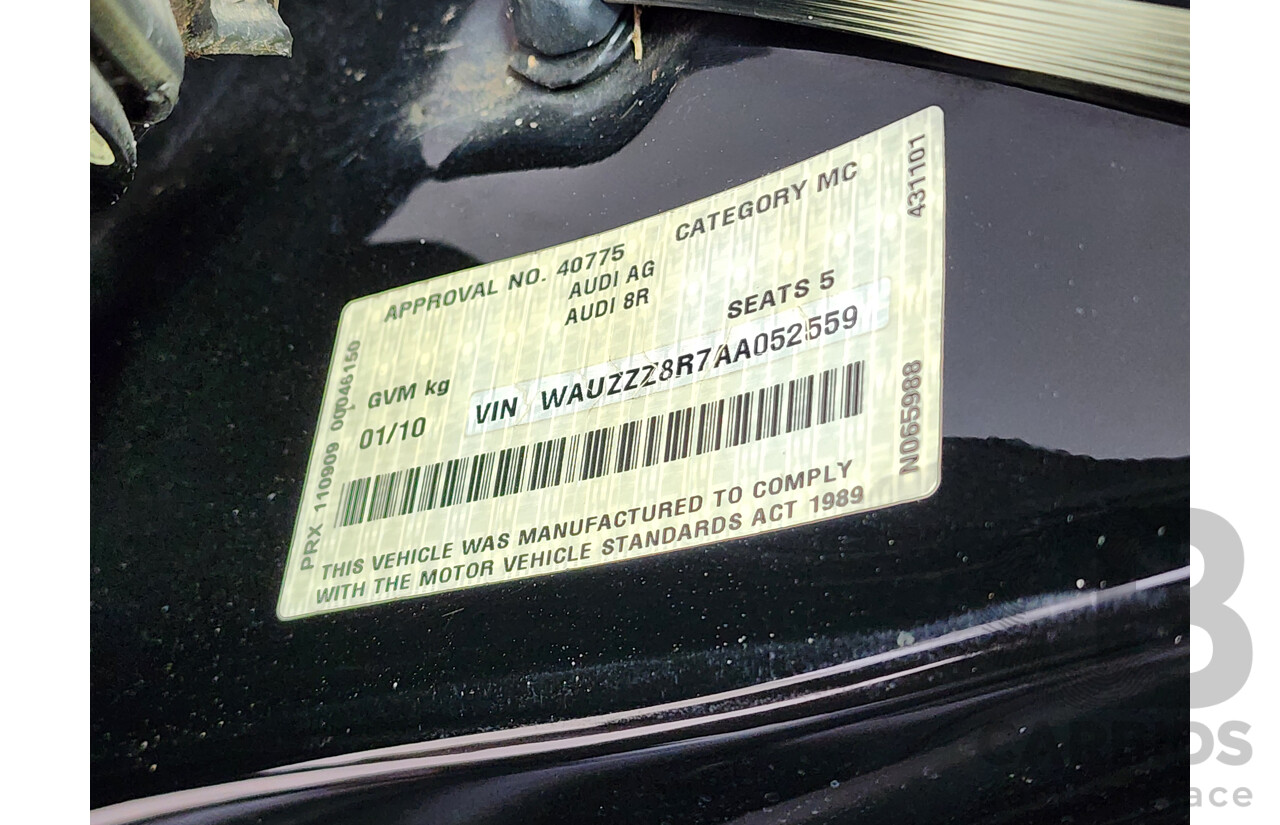 APPROVAL NO. 40775
CATEGORY MC
AUDI AG
AUDI 8R
SEATS 5
GVM kg
01/10
VIN WAUZZZ8R7AA052559
THIS VEHICLE WAS MANUFACTURED TO COMPLY
WITH THE MOTOR VEHICLE STANDARDS ACT 1989
PRX 110909 00046150
N065988
431101